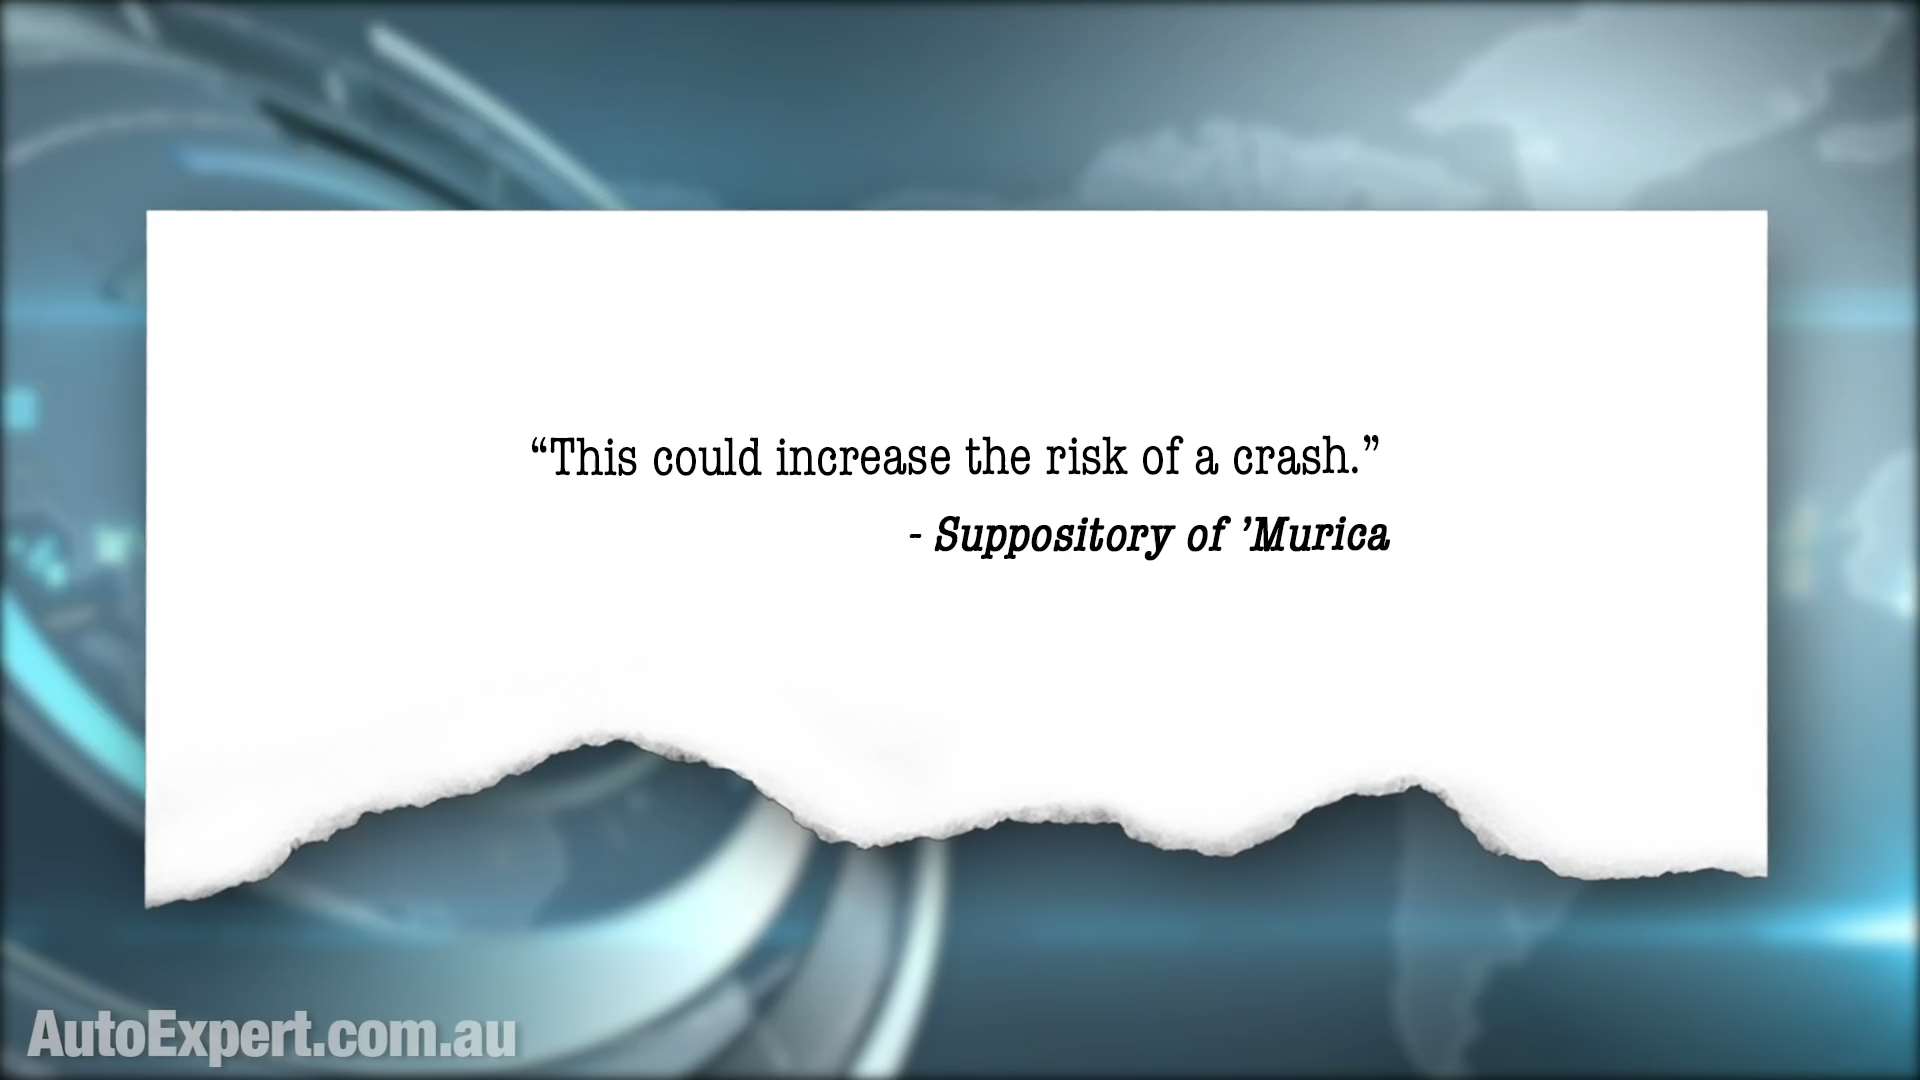 “This could increase the risk of a crash.”
- Suppository of ’Murica
AutoExpert.com.au